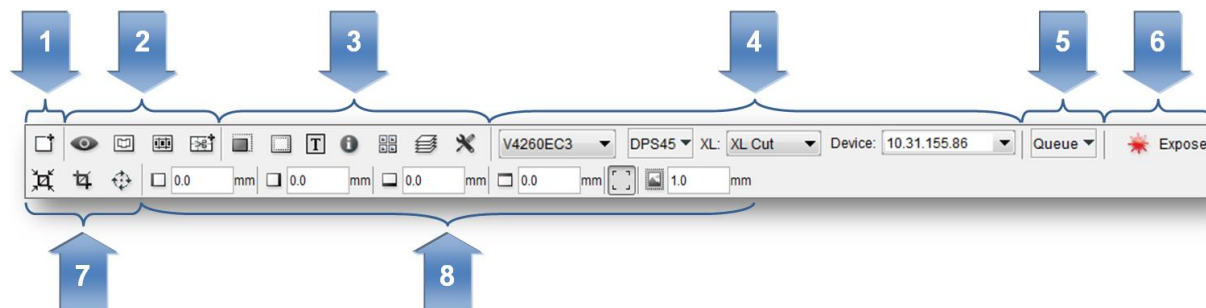 1 2 3 4 5 6
T i V4260EC3 DPS45 XL: XL Cut Device: 10.31.155.86 Queue Expose
0.0 mm 0.0 mm 0.0 mm 0.0 mm 1.0 mm
7 8